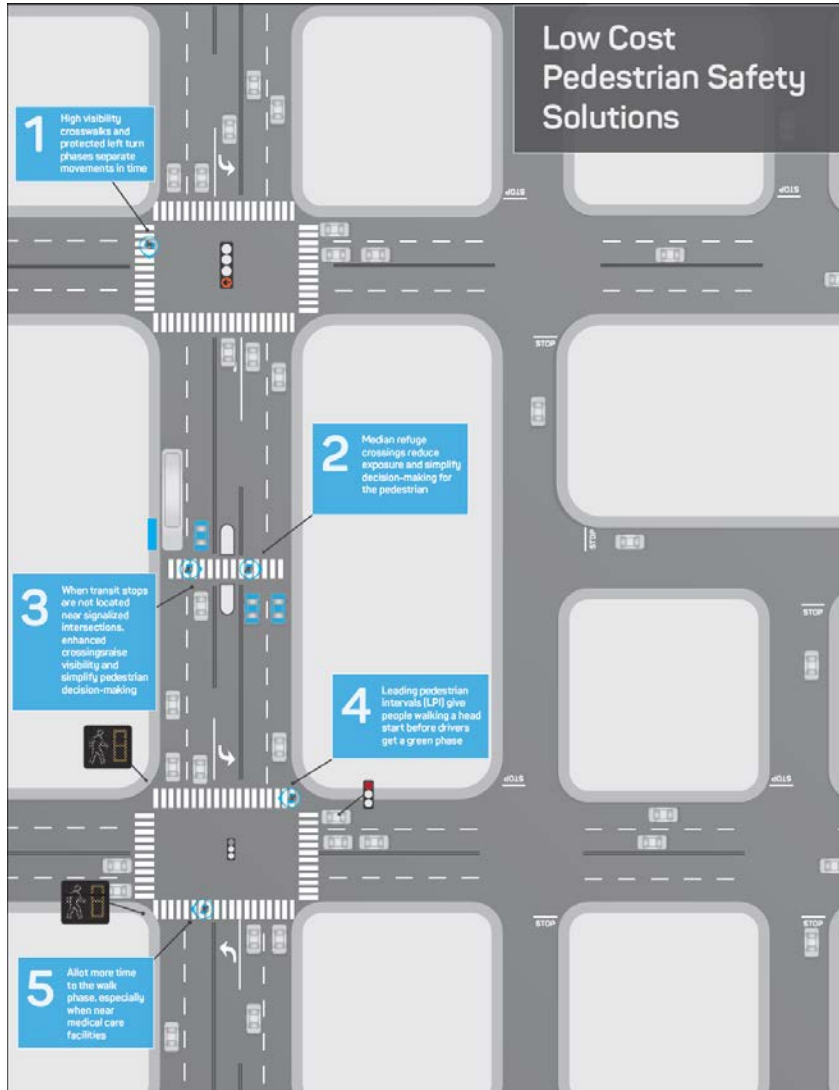 Low Cost
Pedestrian Safety
Solutions
1
High visibility
crosswalks and
protected left turn
phases separate
movements in time
STOP
STOP
STOP
2
Median refuge
crossings reduce
exposure and simplify
decision-making for
the pedestrian
STOP
3
When transit stops
are not located
near signalized
intersections,
enhanced
crossingsraise
visibility and
simplify pedestrian
decision-making
STOP
4
Leading pedestrian
intervals (LPI) give
people walking a head
start before drivers
get a green phase
STOP
STOP
STOP
STOP
5
Allot more time
to the walk
phase, especially
when near
medical care
facilities